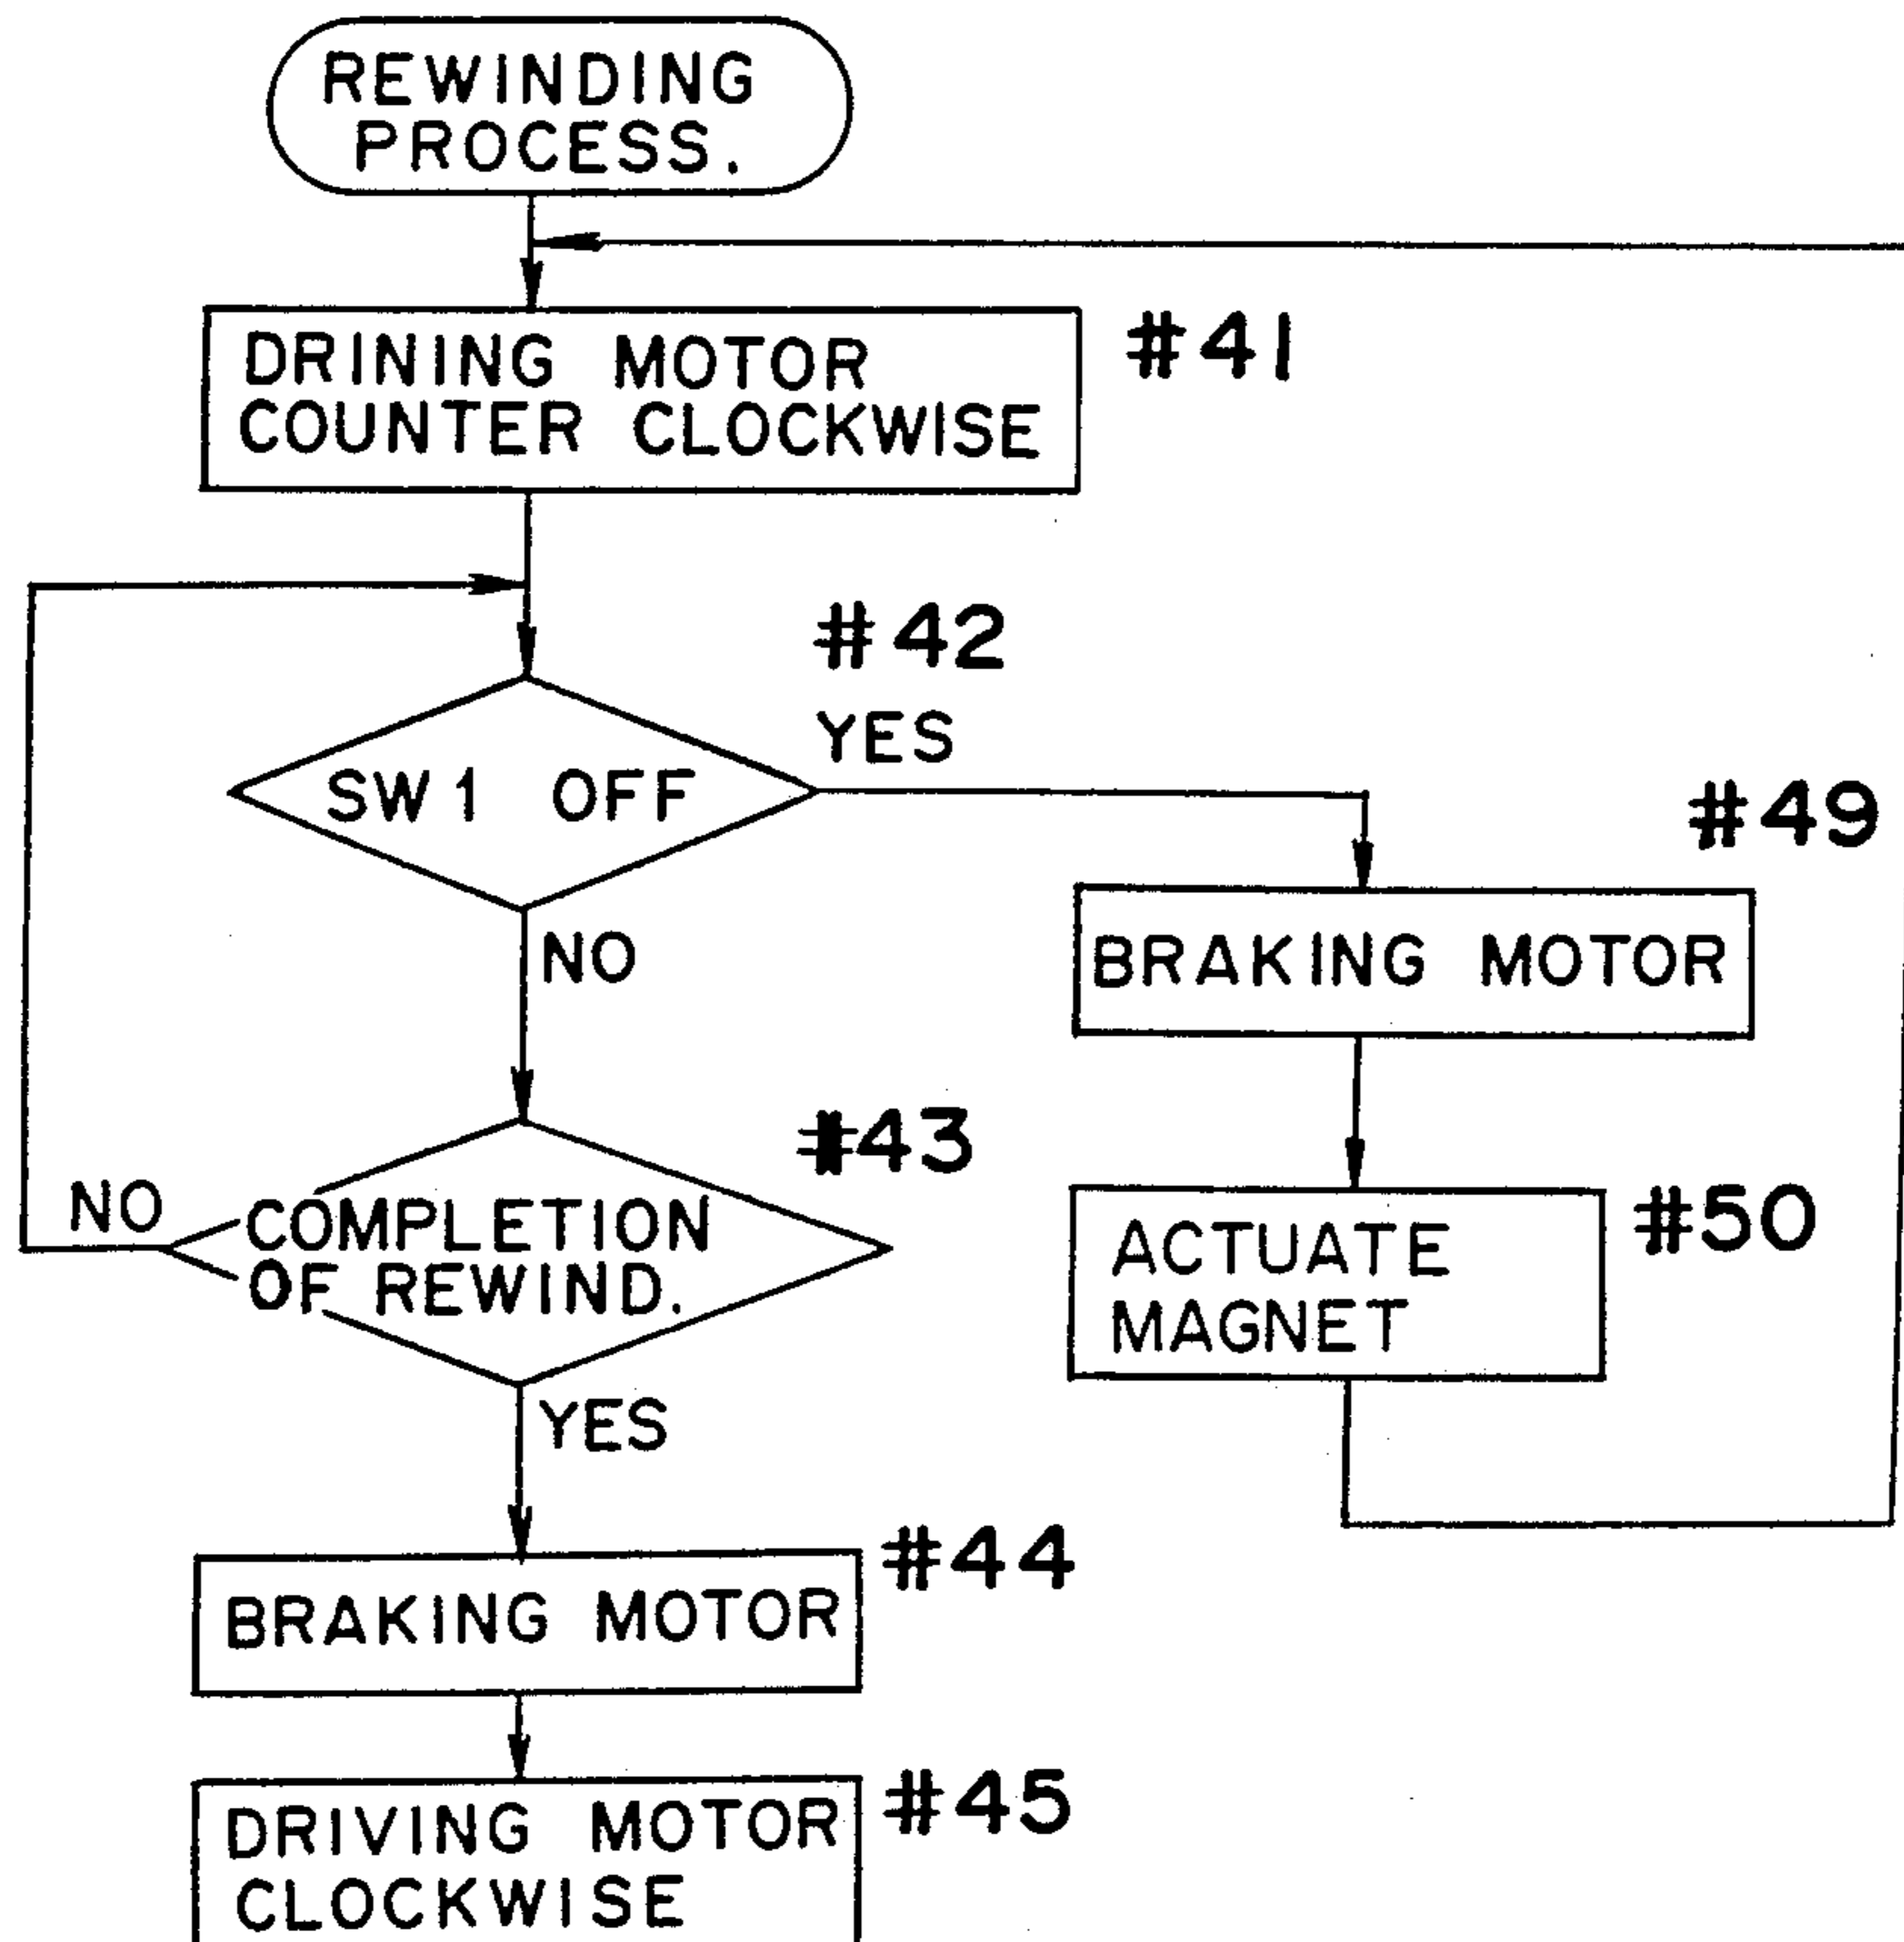 REWINDING
PROCESS.
DRINING MOTOR
COUNTER CLOCKWISE
#41
#42
YES
SW1 OFF
NO
#49
BRAKING MOTOR
#43
NO
COMPLETION
OF REWIND.
YES
#50
ACTUATE
MAGNET
#44
BRAKING MOTOR
#45
DRIVING MOTOR
CLOCKWISE